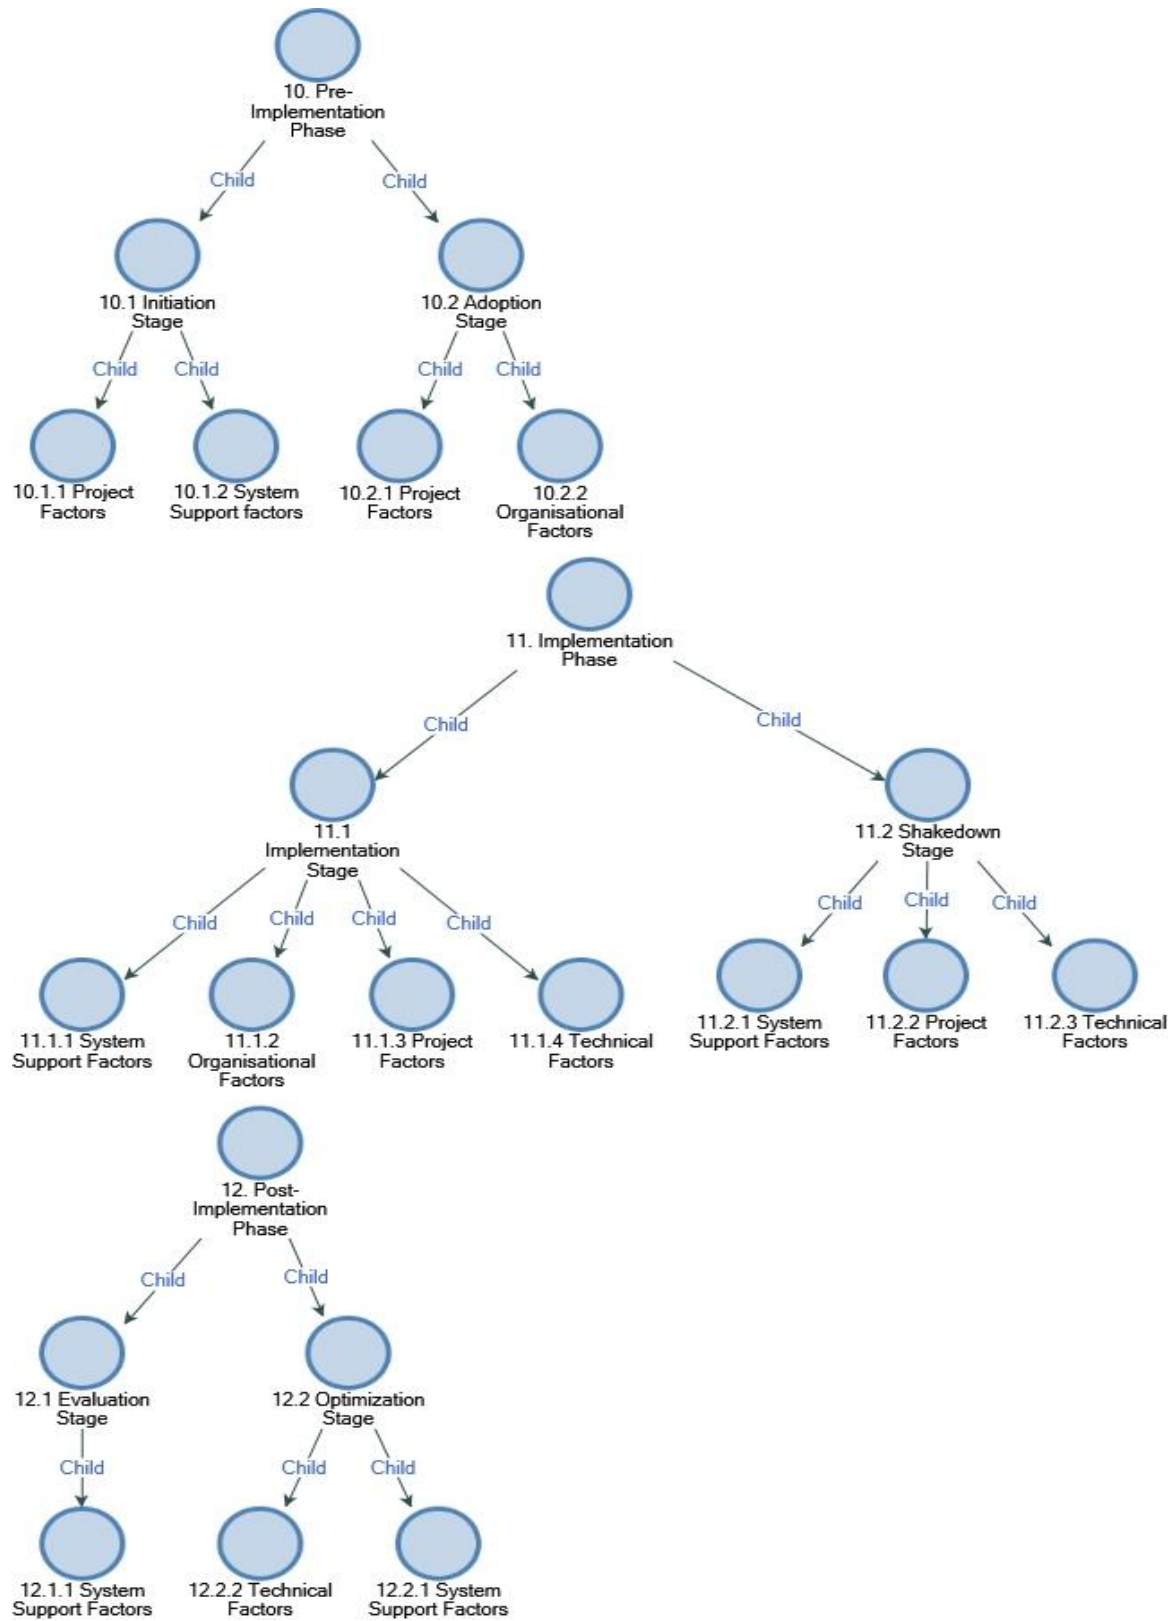 10. Pre-
Implementation
Phase
Child
Child
10.1 Initiation
Stage
10.2 Adoption
Stage
Child
Child
Child
Child
10.1.1 Project
Factors
10.1.2 System
Support factors
10.2.1 Project
Factors
10.2.2
Organisational
Factors
11. Implementation
Phase
Child
Child
11.1
Implementation
Stage
11.2 Shakedown
Stage
Child
Child
Child
Child
Child
Child
Child
11.1.1 System
Support Factors
11.1.2
Organisational
Factors
11.1.3 Project
Factors
11.1.4 Technical
Factors
11.2.1 System
Support Factors
11.2.2 Project
Factors
11.2.3 Technical
Factors
12. Post-
Implementation
Phase
Child
Child
12.1 Evaluation
Stage
12.2 Optimization
Stage
Child
Child
Child
12.1.1 System
Support Factors
12.2.2 Technical
Factors
12.2.1 System
Support Factors